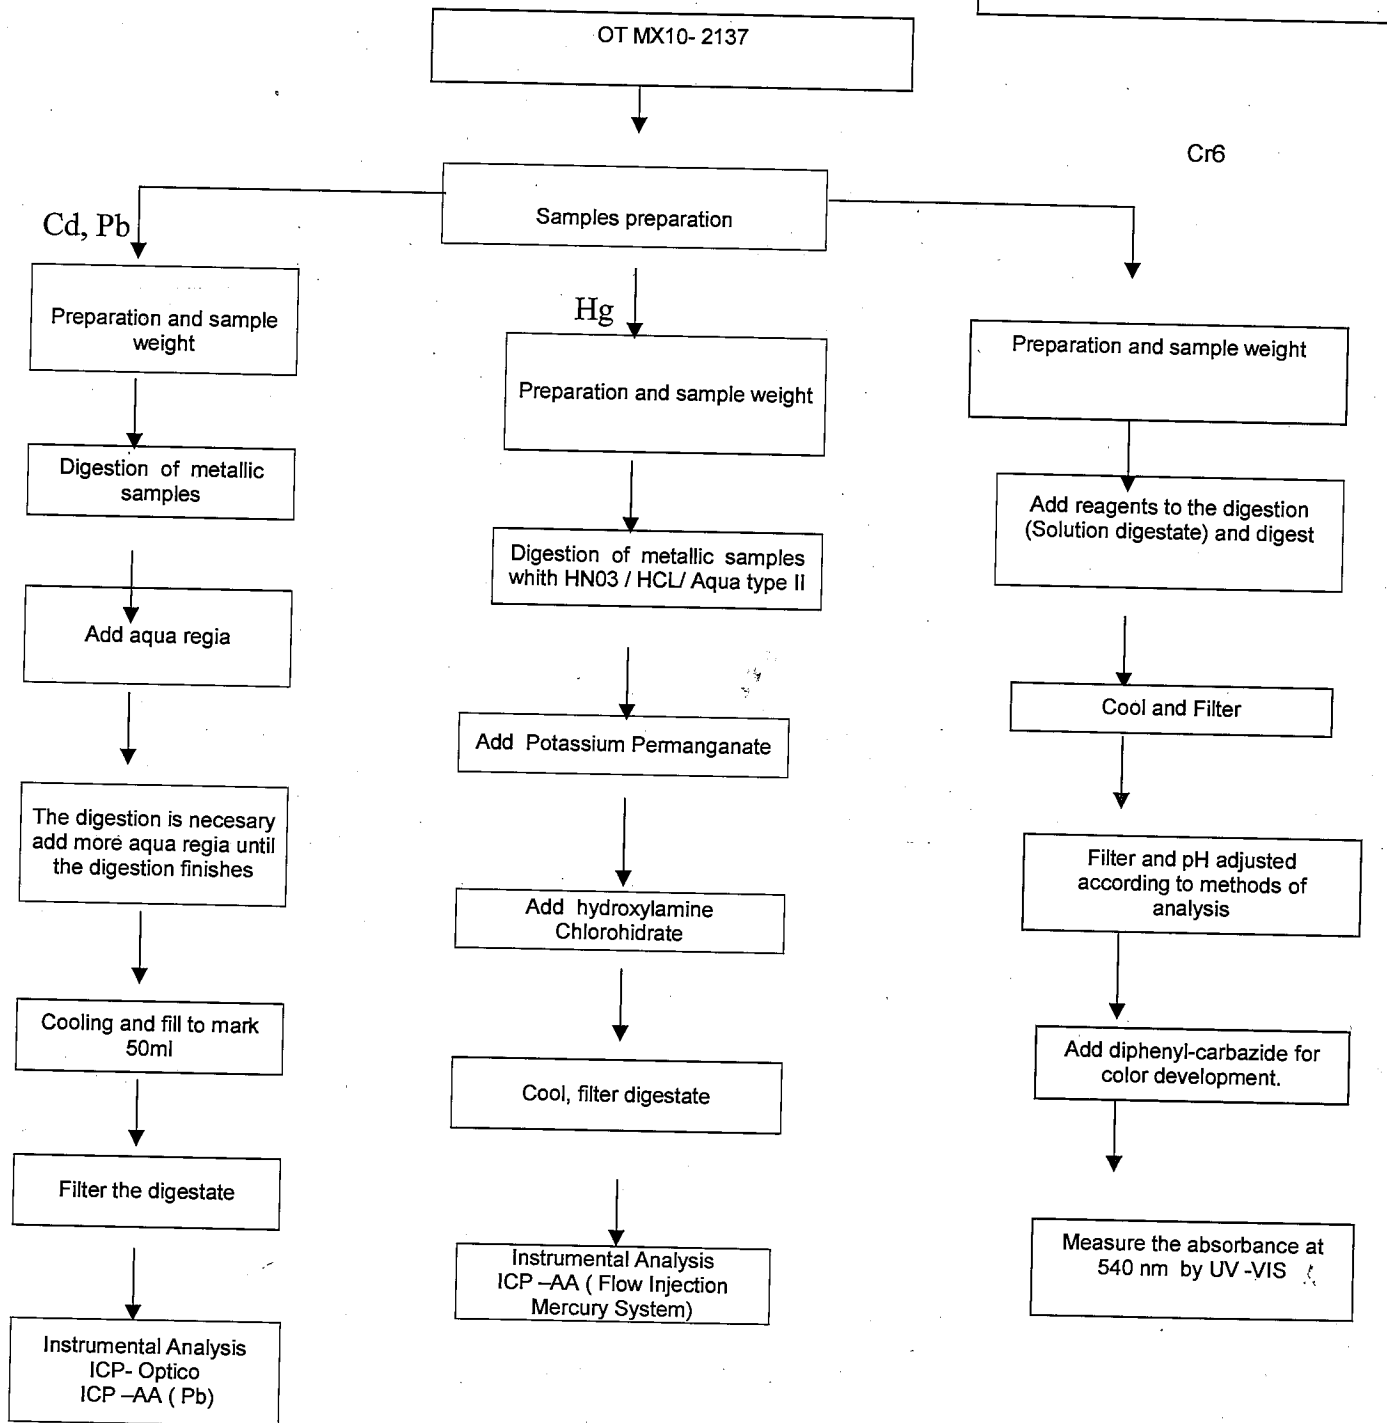 OT MX10- 2137
Cr6
Samples preparation
Cd, Pb
Preparation and sample
weight
Digestion of metallic
samples
Add aqua regia
The digestion is necesary
add more aqua regia until
the digestion finishes
Cooling and fill to mark
50ml
Filter the digestate
Instrumental Analysis
ICP- Optico
ICP –AA ( Pb)
Hg
Preparation and sample weight
Digestion of metallic samples
whith HN03 / HCL/ Aqua type II
Add Potassium Permanganate
Add hydroxylamine
Chlorohidrate
Cool, filter digestate
Instrumental Analysis
ICP –AA ( Flow Injection
Mercury System)
Preparation and sample weight
Add reagents to the digestion
(Solution digestate) and digest
Cool and Filter
Filter and pH adjusted
according to methods of
analysis
Add diphenyl-carbazide for
color development.
Measure the absorbance at
540 nm by UV -VIS